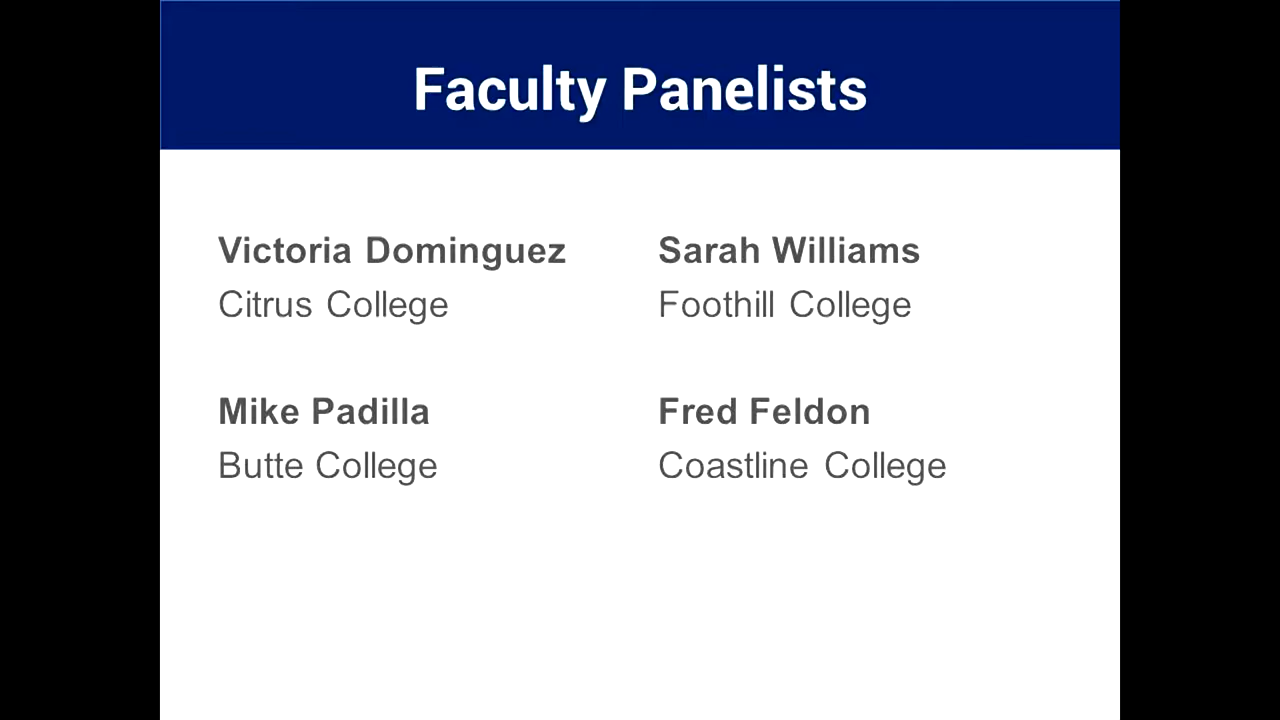 Faculty Panelists
Victoria Dominguez
Citrus College
Sarah Williams
Foothill College
Mike Padilla
Butte College
Fred Feldon
Coastline College